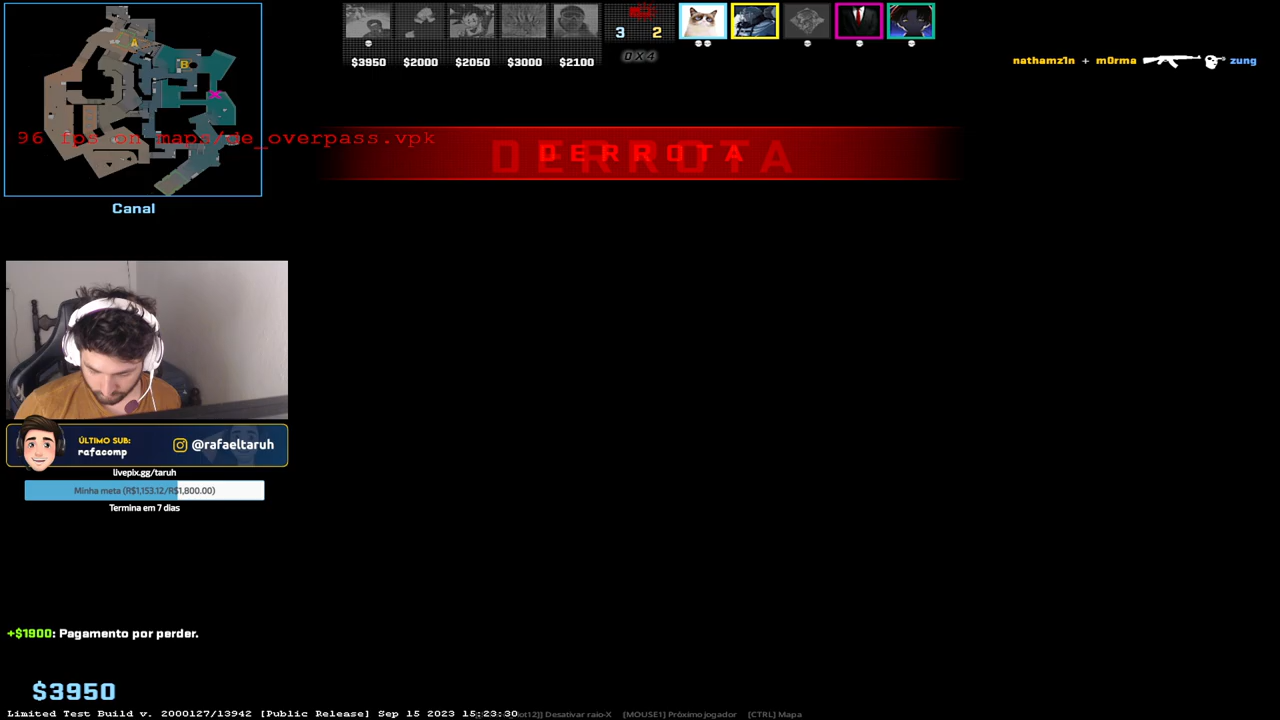 A
B
3 2
0X4
$3950 $2000 $2050 $3000 $2100
nathamz1n + m0rma zung
96 fps on maps/de_overpass.vpk
DERROTA
DERROTA
Canal
ÚLTIMO SUB:
rafacomp
@rafaeltaruh
livepix.gg/taruh
Minha meta (R$1,153.12/R$1,800.00)
Termina em 7 dias
+$1900: Pagamento por perder.
$3950
Limited Test Build v. 2000127/13942 [Public Release] Sep 15 2023 15:23:30
lot12]] Desativar raio-X [MOUSE1] Próximo jogador [CTRL] Mapa